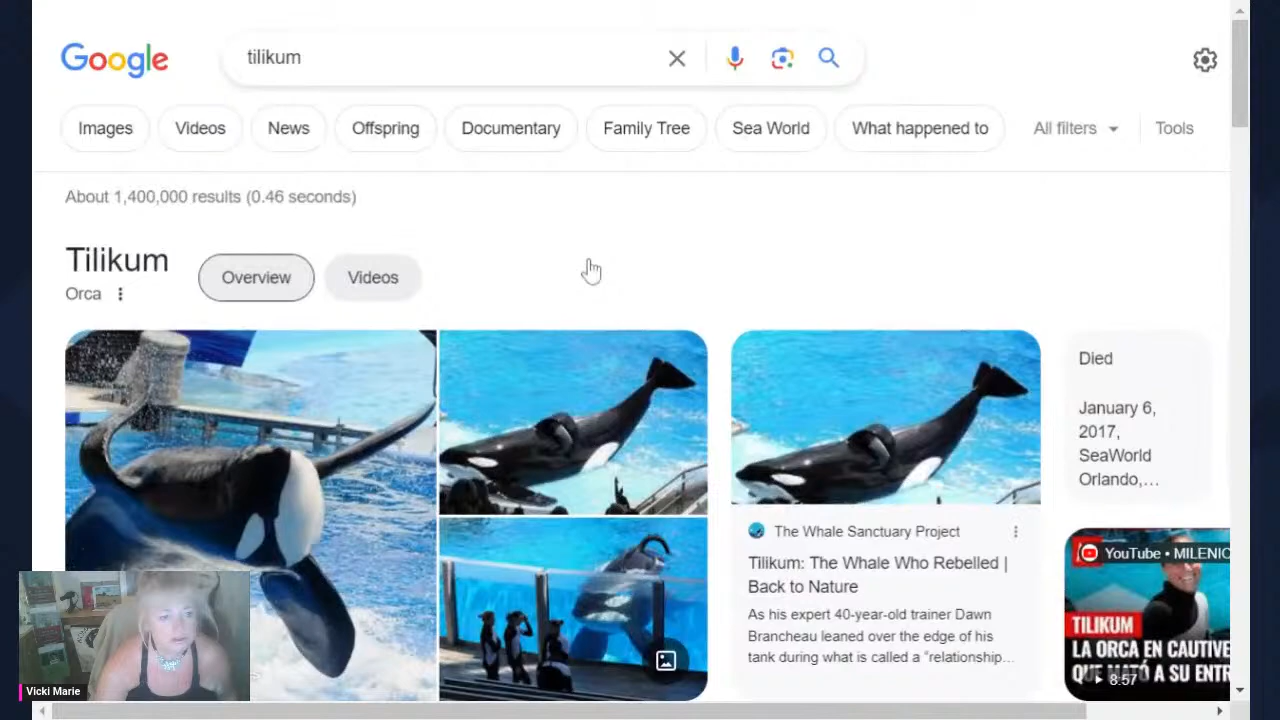 Google
tilikum
Images
Videos
News
Offspring
Documentary
Family Tree
Sea World
What happened to
All filters
Tools
About 1,400,000 results (0.46 seconds)
Tilikum
Orca
Overview
Videos
Died
January 6,
2017,
SeaWorld
Orlando,...
The Whale Sanctuary Project
Tilikum: The Whale Who Rebelled |
Back to Nature
As his expert 40-year-old trainer Dawn
Brancheau leaned over the edge of his
tank during what is called a “relationship...
YouTube • MILENIO
TILIKUM
LA ORCA EN CAUTIVE
QUE MATÓ A SU ENTR
8:57
Vicki Marie